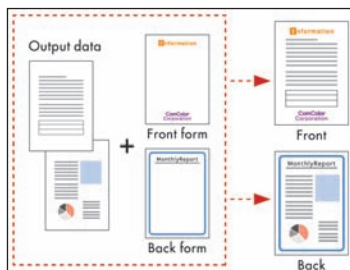 Output data
Information
ComColor
Corporation
Front form
MonthlyReport
Back form
Information
ComColor
Corporation
Front
MonthlyReport
Back